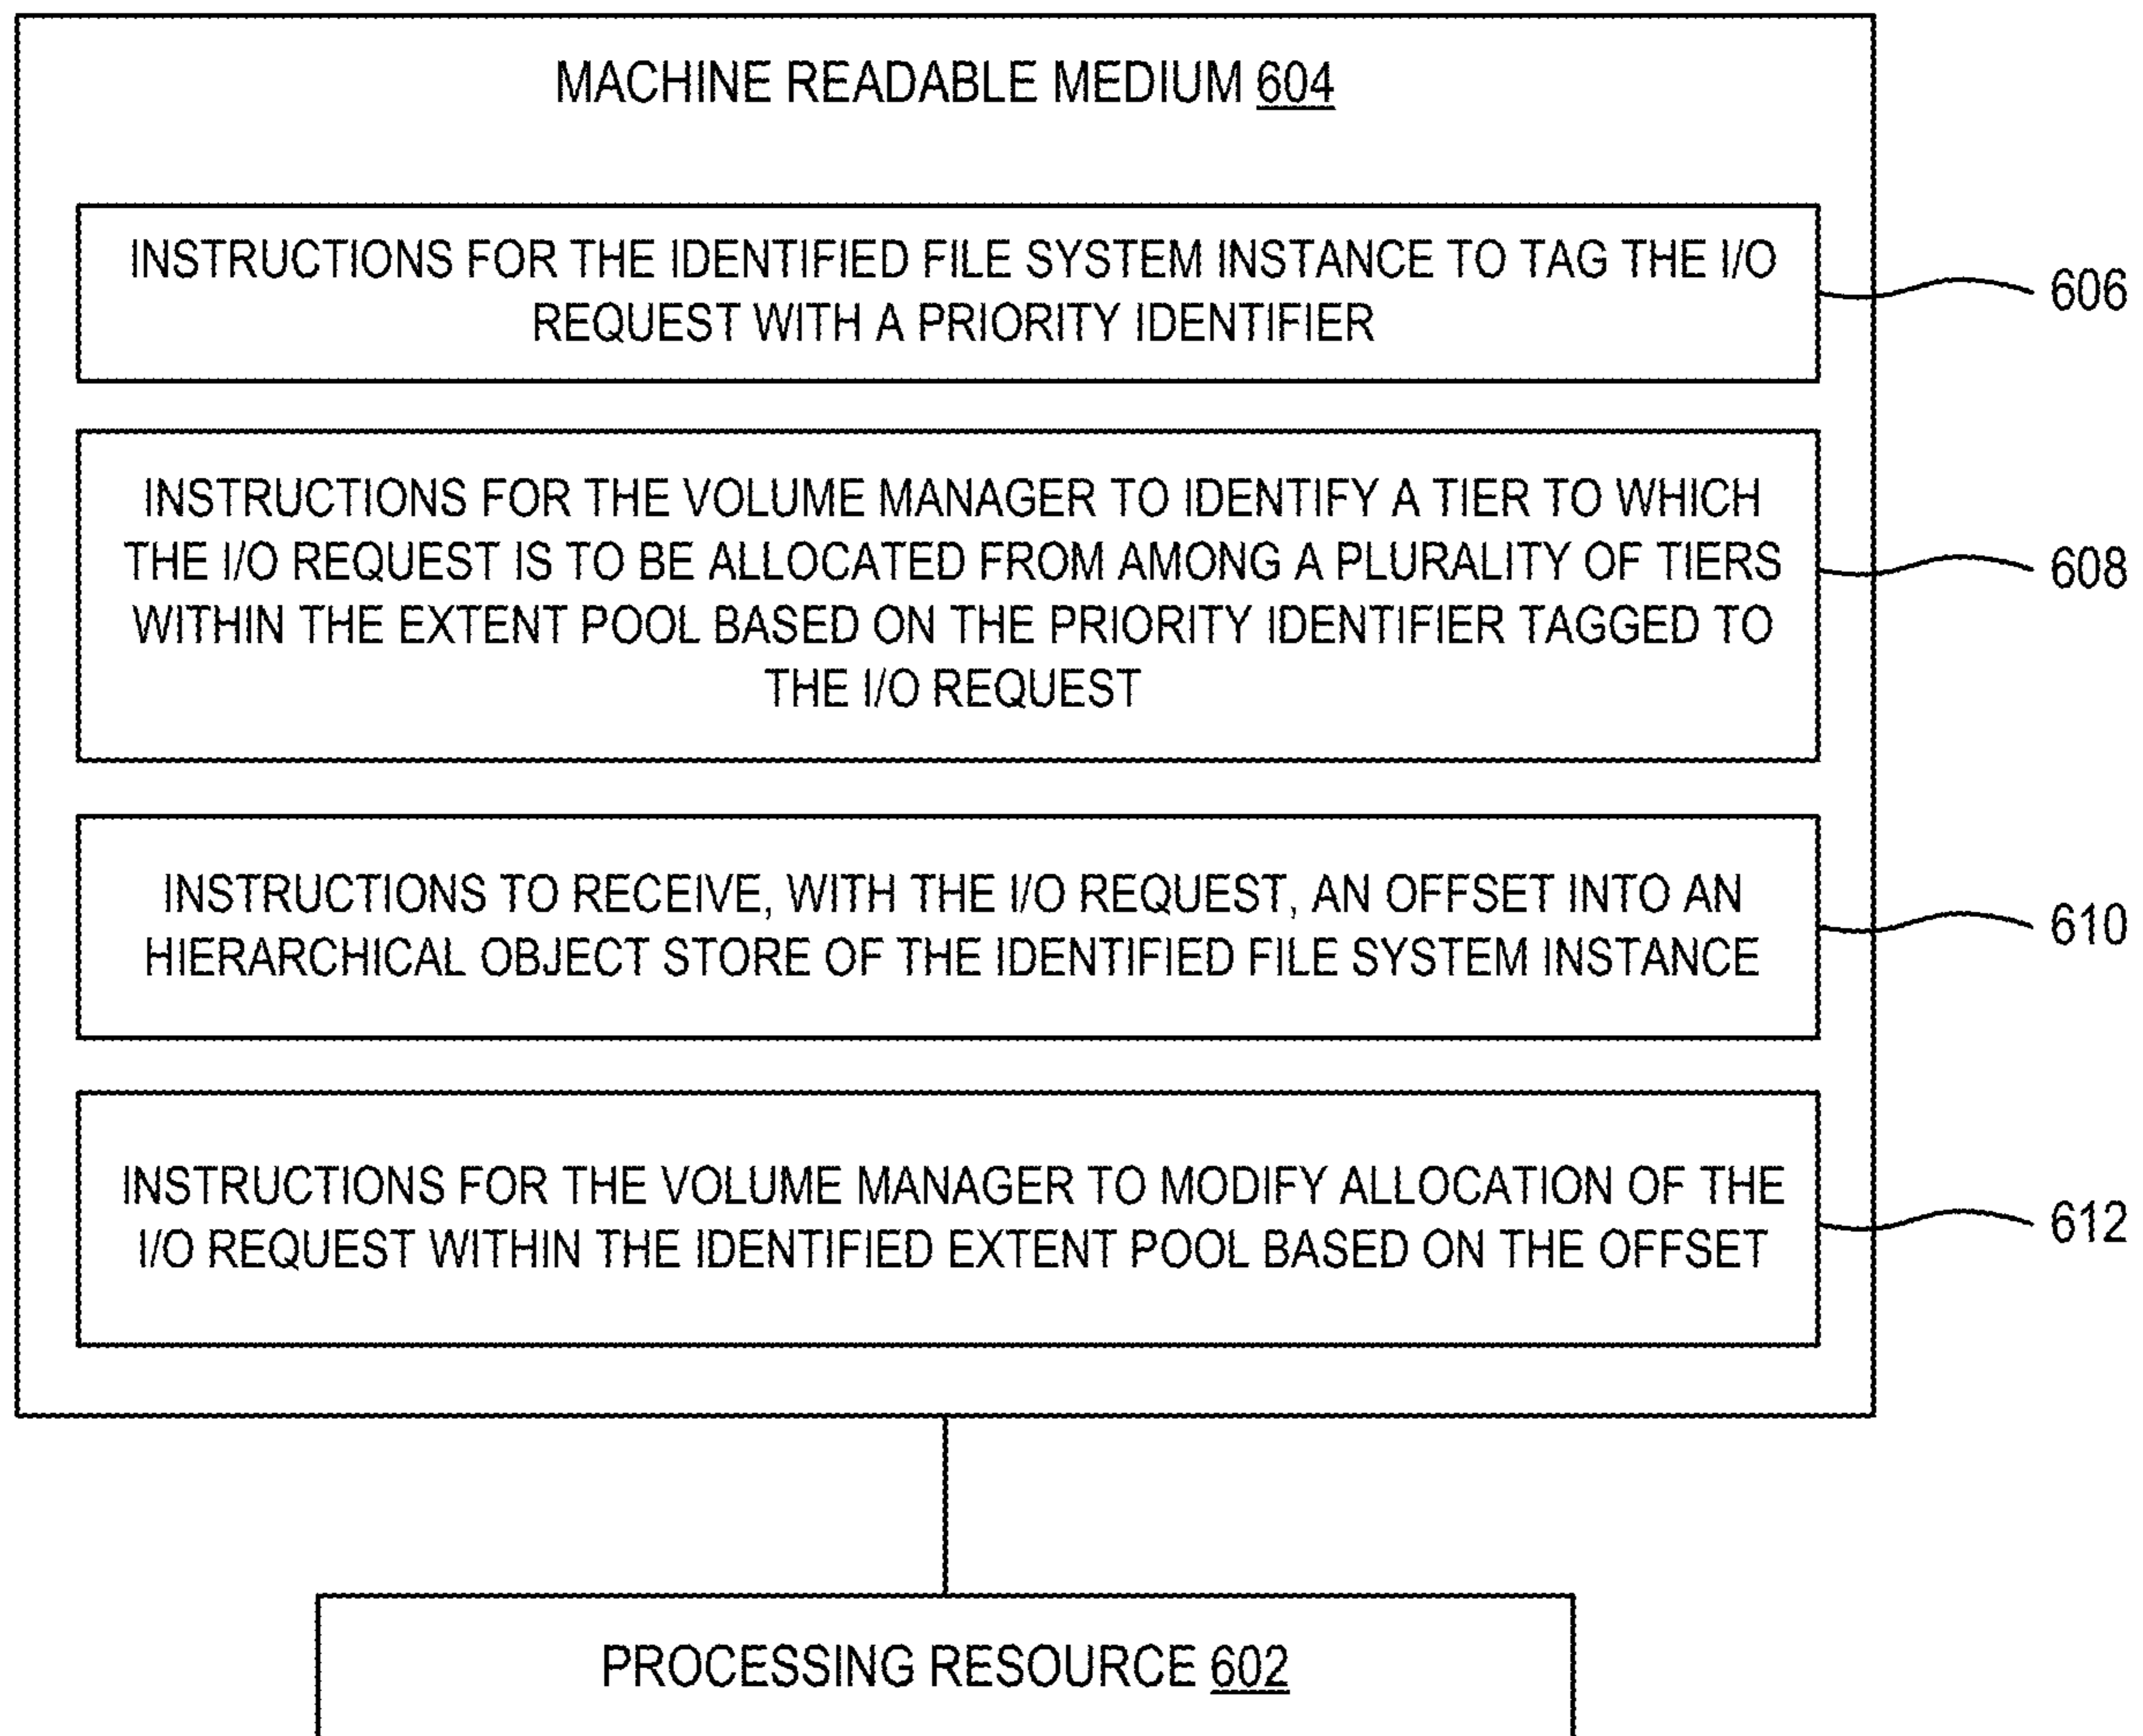 MACHINE READABLE MEDIUM 604
INSTRUCTIONS FOR THE IDENTIFIED FILE SYSTEM INSTANCE TO TAG THE I/O
REQUEST WITH A PRIORITY IDENTIFIER
606
INSTRUCTIONS FOR THE VOLUME MANAGER TO IDENTIFY A TIER TO WHICH
THE I/O REQUEST IS TO BE ALLOCATED FROM AMONG A PLURALITY OF TIERS
WITHIN THE EXTENT POOL BASED ON THE PRIORITY IDENTIFIER TAGGED TO
THE I/O REQUEST
608
INSTRUCTIONS TO RECEIVE, WITH THE I/O REQUEST, AN OFFSET INTO AN
HIERARCHICAL OBJECT STORE OF THE IDENTIFIED FILE SYSTEM INSTANCE
610
INSTRUCTIONS FOR THE VOLUME MANAGER TO MODIFY ALLOCATION OF THE
I/O REQUEST WITHIN THE IDENTIFIED EXTENT POOL BASED ON THE OFFSET
612
PROCESSING RESOURCE 602